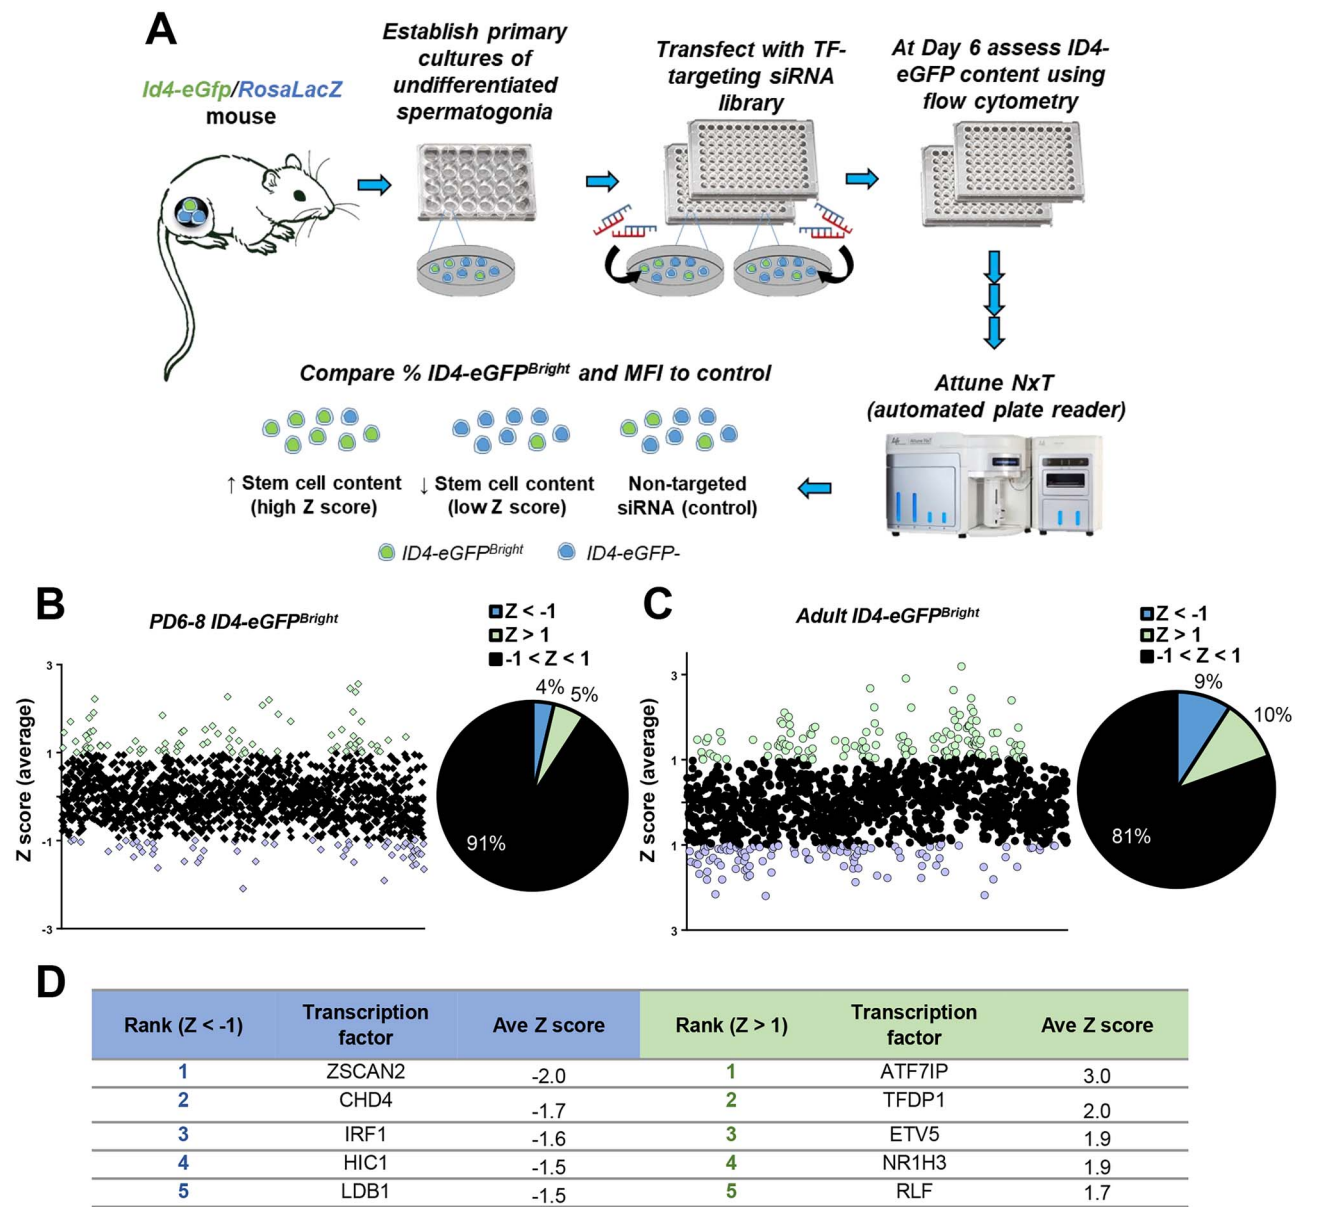 A
Id4-eGfp/RosaLacZ
mouse
Establish primary
cultures of
undifferentiated
spermatogonia
Transfect with TF-
targeting siRNA
library
At Day 6 assess ID4-
eGFP content using
flow cytometry
Compare % ID4-eGFPBright and MFI to control
Attune NxT
(automated plate reader)
↑ Stem cell content
(high Z score)
↓ Stem cell content
(low Z score)
Non-targeted
siRNA (control)
ID4-eGFPBright
ID4-eGFP-
B
PD6-8 ID4-eGFPBright
Z < -1
Z > 1
-1 < Z < 1
Z score (average)
3
1
-1
-3
4%
5%
91%
C
Adult ID4-eGFPBright
Z < -1
Z > 1
-1 < Z < 1
Z score (average)
3
1
1
3
9%
10%
81%
D
Rank (Z < -1) Transcription factor Ave Z score Rank (Z > 1) Transcription factor Ave Z score
1 ZSCAN2 -2.0 1 ATF7IP 3.0
2 CHD4 -1.7 2 TFDP1 2.0
3 IRF1 -1.6 3 ETV5 1.9
4 HIC1 -1.5 4 NR1H3 1.9
5 LDB1 -1.5 5 RLF 1.7